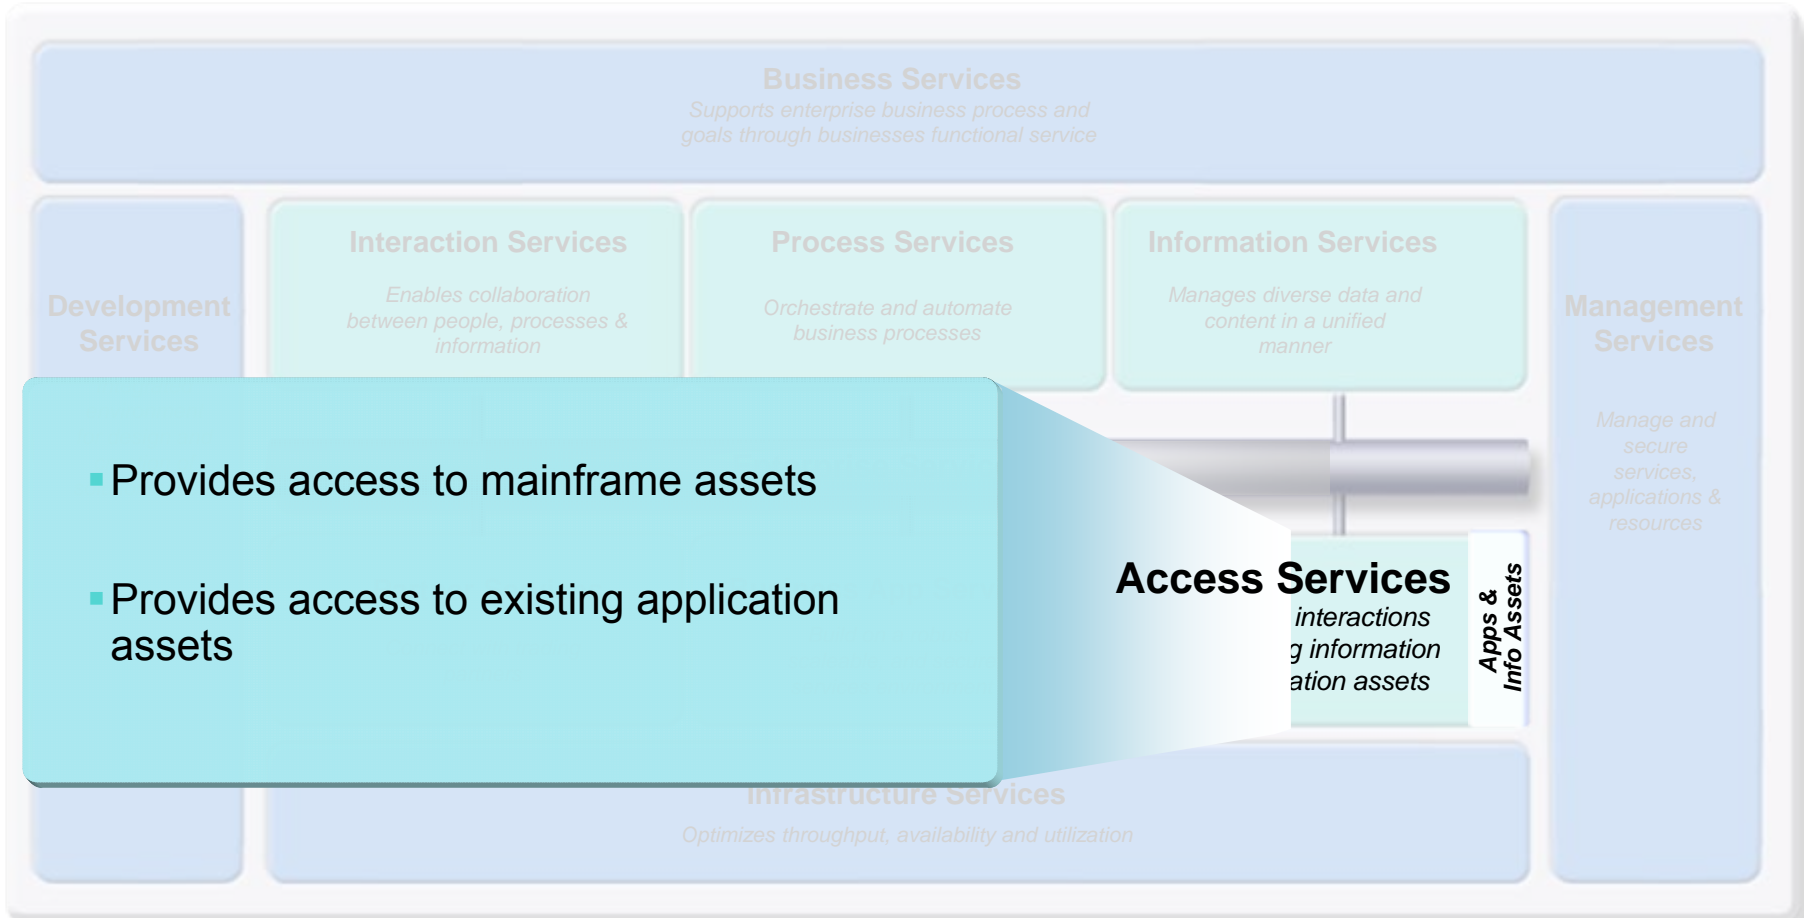 Business Services
Supports enterprise business process and
goals through businesses functional service
Development
Services
Interaction Services
Enables collaboration
between people, processes &
information
Process Services
Orchestrate and automate
business processes
Information Services
Manages diverse data and
content in a unified
manner
Management
Services
Manage and
secure
services,
applications &
resources
▪Provides access to mainframe assets
▪Provides access to existing application
assets
Access Services
interactions
g information
ation assets
Apps &
Info Assets
Infrastructure Services
Optimizes throughput, availability and utilization